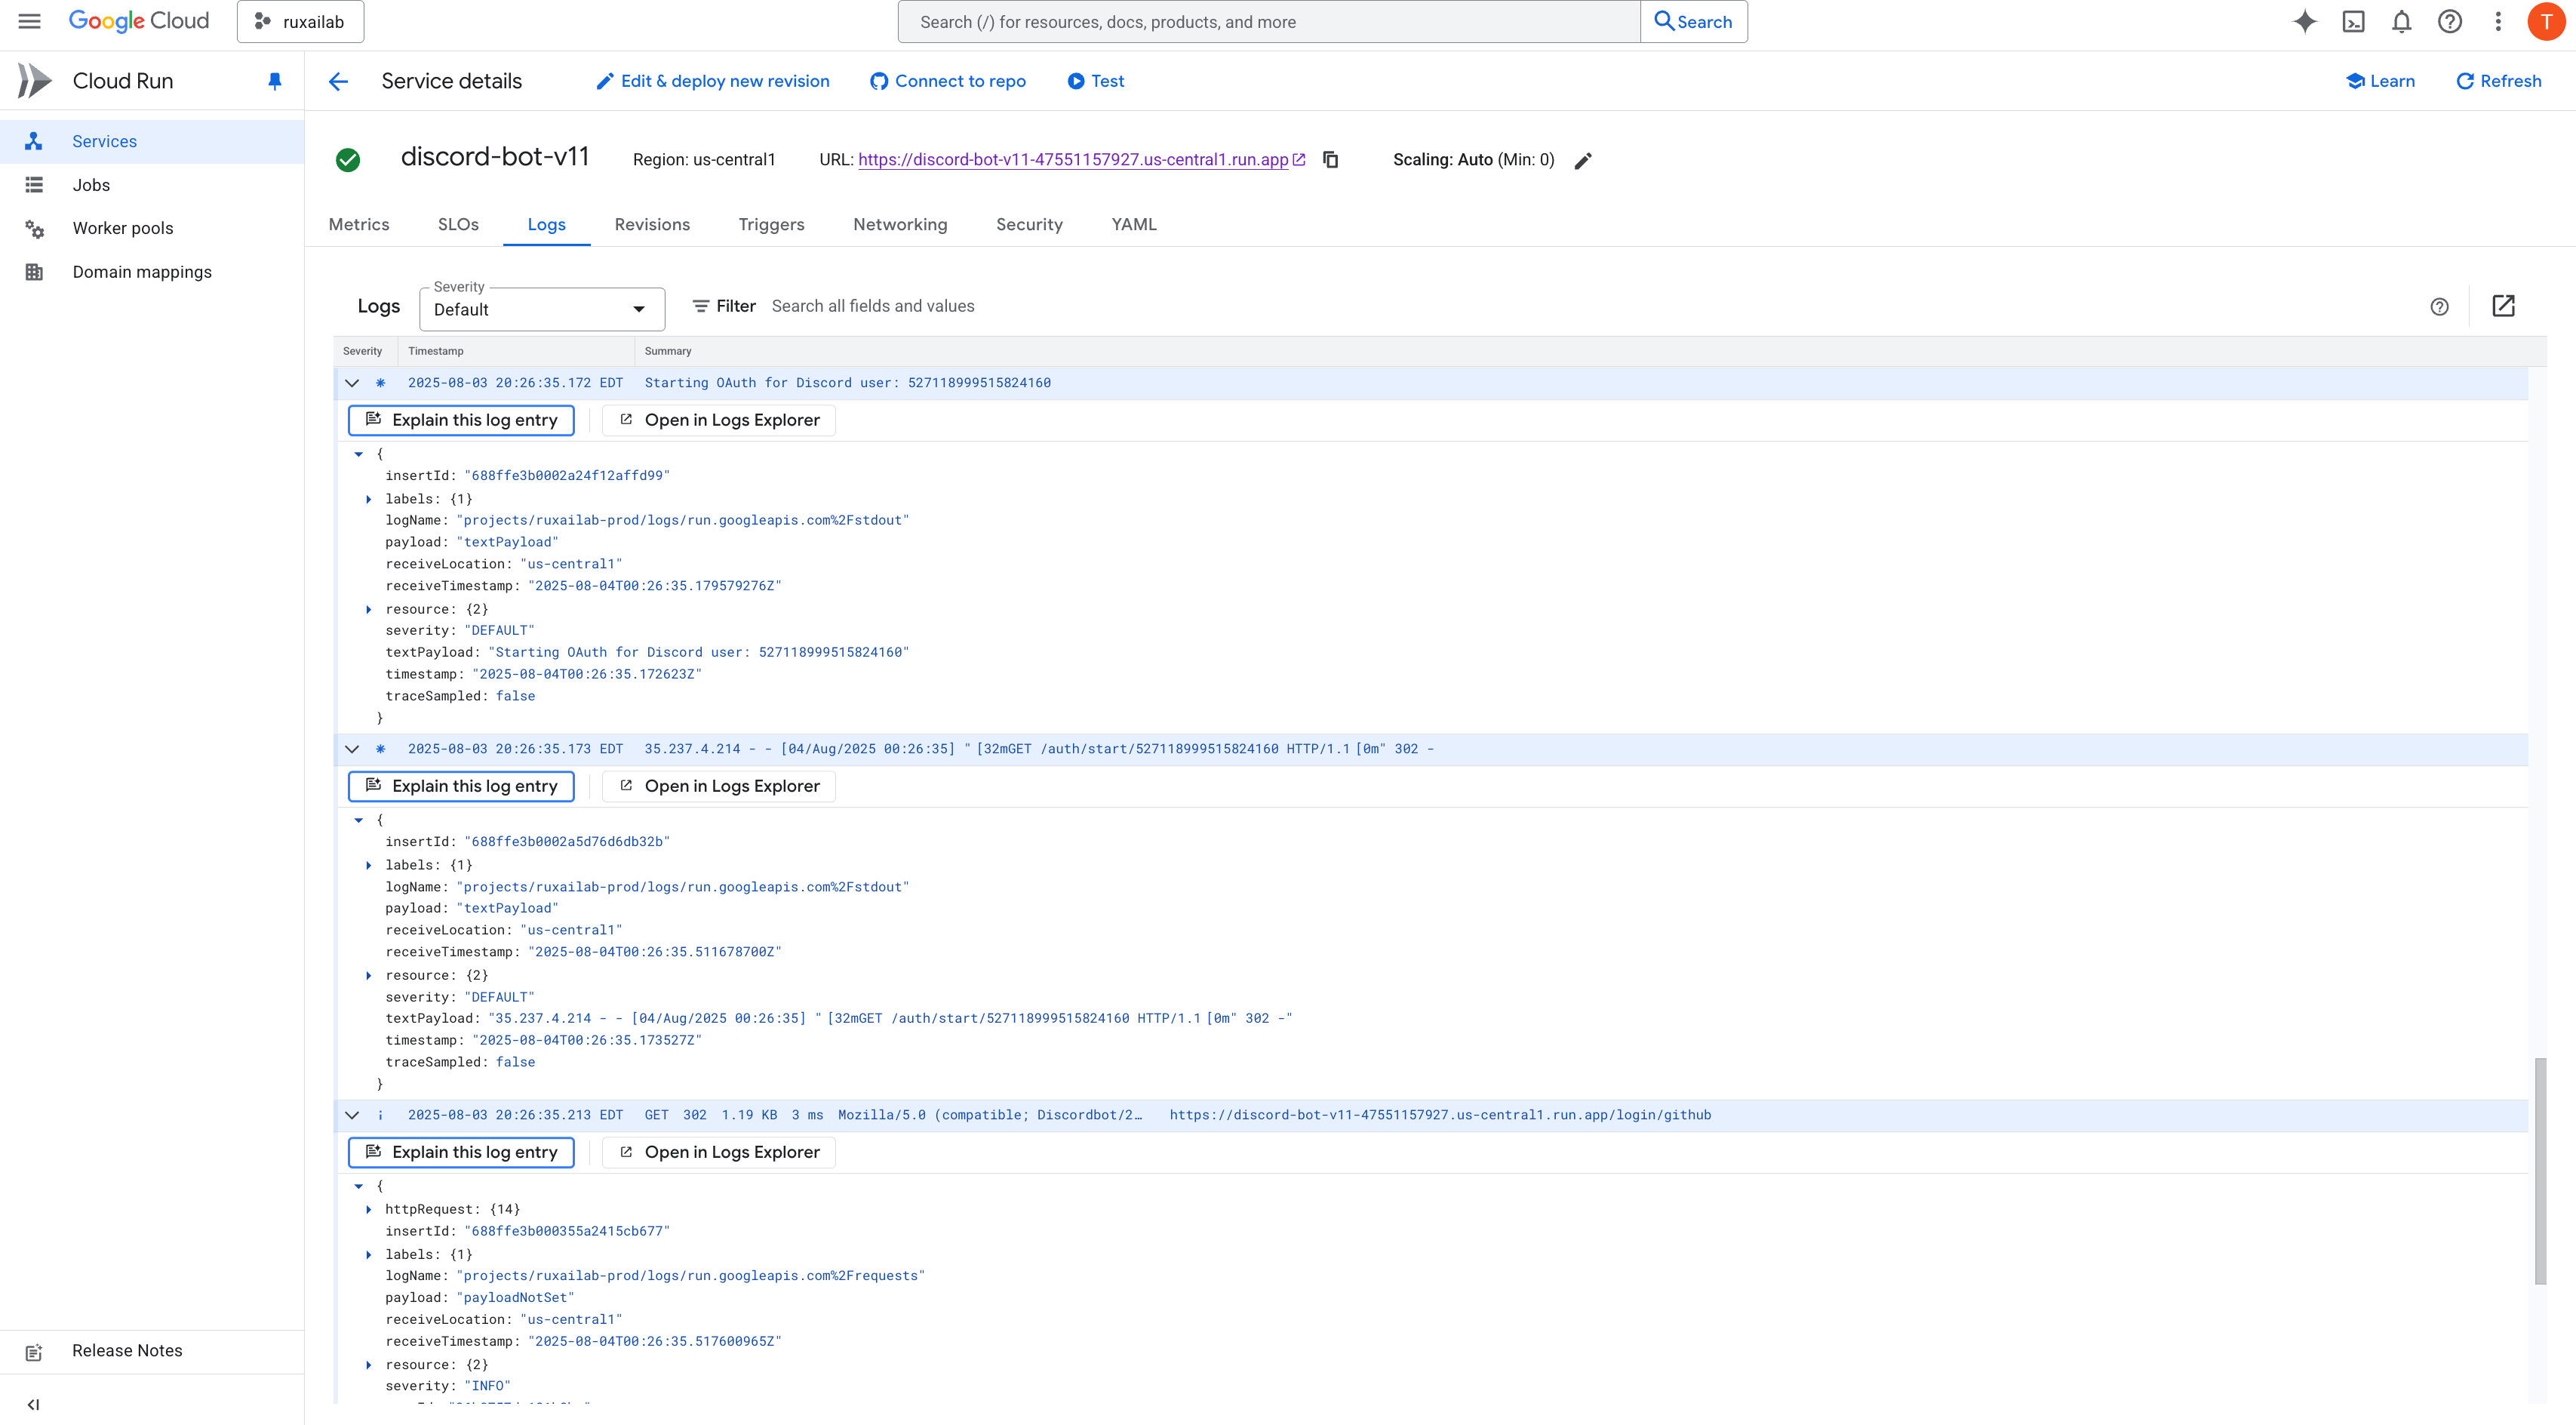 Google Cloud
ruxailab
Search (/) for resources, docs, products, and more
Search
T
Cloud Run
Service details
Edit & deploy new revision
Connect to repo
Test
Learn
Refresh
Services
Jobs
Worker pools
Domain mappings
discord-bot-v11
Region: us-central1
URL: https://discord-bot-v11-47551157927.us-central1.run.app
Scaling: Auto (Min: 0)
Metrics
SLOs
Logs
Revisions
Triggers
Networking
Security
YAML
Logs
Severity
Default
Filter
Search all fields and values
Severity Timestamp Summary
2025-08-03 20:26:35.172 EDT Starting OAuth for Discord user: 527118999515824160
Explain this log entry
Open in Logs Explorer
{
insertId: "688ffe3b0002a24f12affd99"
labels: {1}
logName: "projects/ruxailab-prod/logs/run.googleapis.com%2Fstdout"
payload: "textPayload"
receiveLocation: "us-central1"
receiveTimestamp: "2025-08-04T00:26:35.179579276Z"
resource: {2}
severity: "DEFAULT"
textPayload: "Starting OAuth for Discord user: 527118999515824160"
timestamp: "2025-08-04T00:26:35.172623Z"
traceSampled: false
}
2025-08-03 20:26:35.173 EDT 35.237.4.214 - - [04/Aug/2025 00:26:35] "[32mGET /auth/start/527118999515824160 HTTP/1.1[0m" 302 -
Explain this log entry
Open in Logs Explorer
{
insertId: "688ffe3b0002a5d76d6db32b"
labels: {1}
logName: "projects/ruxailab-prod/logs/run.googleapis.com%2Fstdout"
payload: "textPayload"
receiveLocation: "us-central1"
receiveTimestamp: "2025-08-04T00:26:35.511678700Z"
resource: {2}
severity: "DEFAULT"
textPayload: "35.237.4.214 - - [04/Aug/2025 00:26:35] "[32mGET /auth/start/527118999515824160 HTTP/1.1[0m" 302 -"
timestamp: "2025-08-04T00:26:35.173527Z"
traceSampled: false
}
2025-08-03 20:26:35.213 EDT GET 302 1.19 KB 3 ms Mozilla/5.0 (compatible; Discordbot/2… https://discord-bot-v11-47551157927.us-central1.run.app/login/github
Explain this log entry
Open in Logs Explorer
{
httpRequest: {14}
insertId: "688ffe3b000355a2415cb677"
labels: {1}
logName: "projects/ruxailab-prod/logs/run.googleapis.com%2Frequests"
payload: "payloadNotSet"
receiveLocation: "us-central1"
receiveTimestamp: "2025-08-04T00:26:35.517600965Z"
resource: {2}
severity: "INFO"
Release Notes